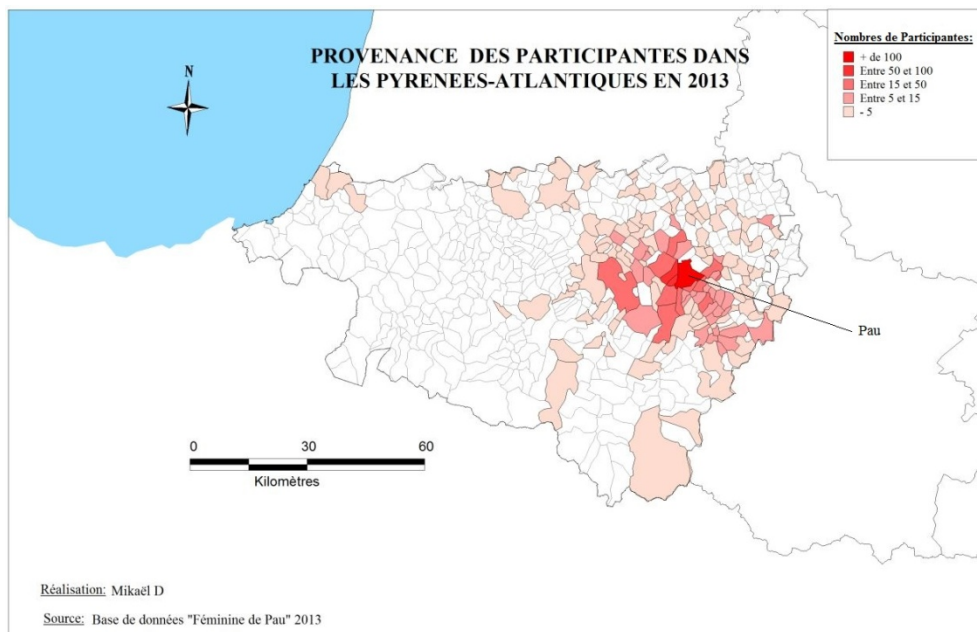 PROVENANCE DES PARTICIPANTES DANS
LES PYRENEES-ATLANTIQUES EN 2013
Nombres de Participantes:
+ de 100
Entre 50 et 100
Entre 15 et 50
Entre 5 et 15
- 5
N
Pau
0 30 60
Kilomètres
Réalisation: Mikaël D
Source: Base de données "Féminine de Pau" 2013